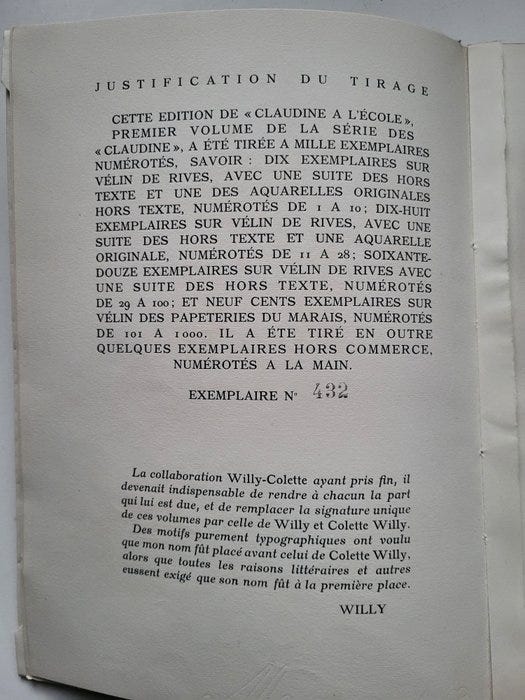 JUSTIFICATION DU TIRAGE
CETTE EDITION DE « CLAUDINE A L'ÉCOLE »,
PREMIER VOLUME DE LA SÉRIE DES
« CLAUDINE », A ÉTÉ TIRÉE A MILLE EXEMPLAIRES
NUMÉROTÉS, SAVOIR : DIX EXEMPLAIRES SUR
VÉLIN DE RIVES, AVEC UNE SUITE DES HORS
TEXTE ET UNE DES AQUARELLES ORIGINALES
HORS TEXTE, NUMÉROTÉS DE 1 A 10; DIX-HUIT
EXEMPLAIRES SUR VÉLIN DE RIVES, AVEC UNE
SUITE DES HORS TEXTE ET UNE AQUARELLE
ORIGINALE, NUMÉROTÉS DE 11 A 28; SOIXANTE-
DOUZE EXEMPLAIRES SUR VÉLIN DE RIVES AVEC
UNE SUITE DES HORS TEXTE, NUMÉROTÉS
DE 29 A 100; ET NEUF CENTS EXEMPLAIRES SUR
VÉLIN DES PAPETERIES DU MARAIS, NUMÉROTÉS
DE 101 A 1000. IL A ÉTÉ TIRÉ EN OUTRE
QUELQUES EXEMPLAIRES HORS COMMERCE,
NUMÉROTÉS A LA MAIN.
EXEMPLAIRE N° 432
La collaboration Willy-Colette ayant pris fin, il
devenait indispensable de rendre à chacun la part
qui lui est due, et de remplacer la signature unique
de ces volumes par celle de Willy et Colette Willy.
Des motifs purement typographiques ont voulu
que mon nom fût placé avant celui de Colette Willy,
alors que toutes les raisons littéraires et autres
eussent exigé que son nom fût à la première place.
WILLY